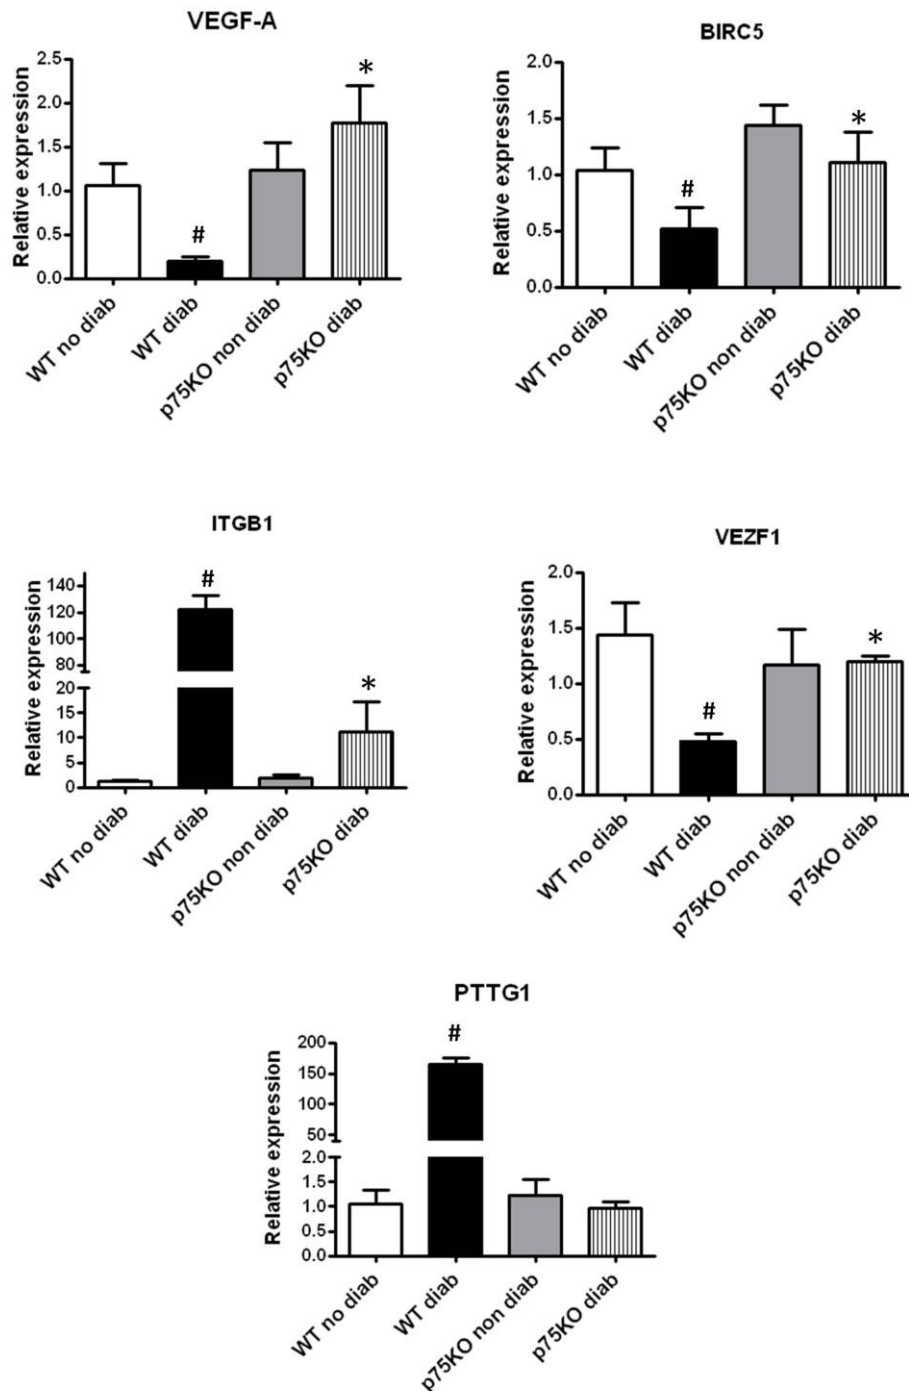 VEGF-A
Relative expression
2.5
2.0
1.5
1.0
0.5
0.0
#
*
WT no diab
WT diab
p75KO non diab
p75KO diab
BIRC5
Relative expression
2.0
1.5
1.0
0.5
0.0
#
*
WT no diab
WT diab
p75KO non diab
p75KO diab
ITGB1
Relative expression
140
120
100
80
20
15
10
5
0
#
*
WT no diab
WT diab
p75KO non diab
p75KO diab
VEZF1
Relative expression
2.0
1.5
1.0
0.5
0.0
#
*
WT no diab
WT diab
p75KO non diab
p75KO diab
PTTG1
Relative expression
200
150
100
50
2.0
1.5
1.0
0.5
0.0
#
WT no diab
WT diab
p75KO non diab
p75KO diab